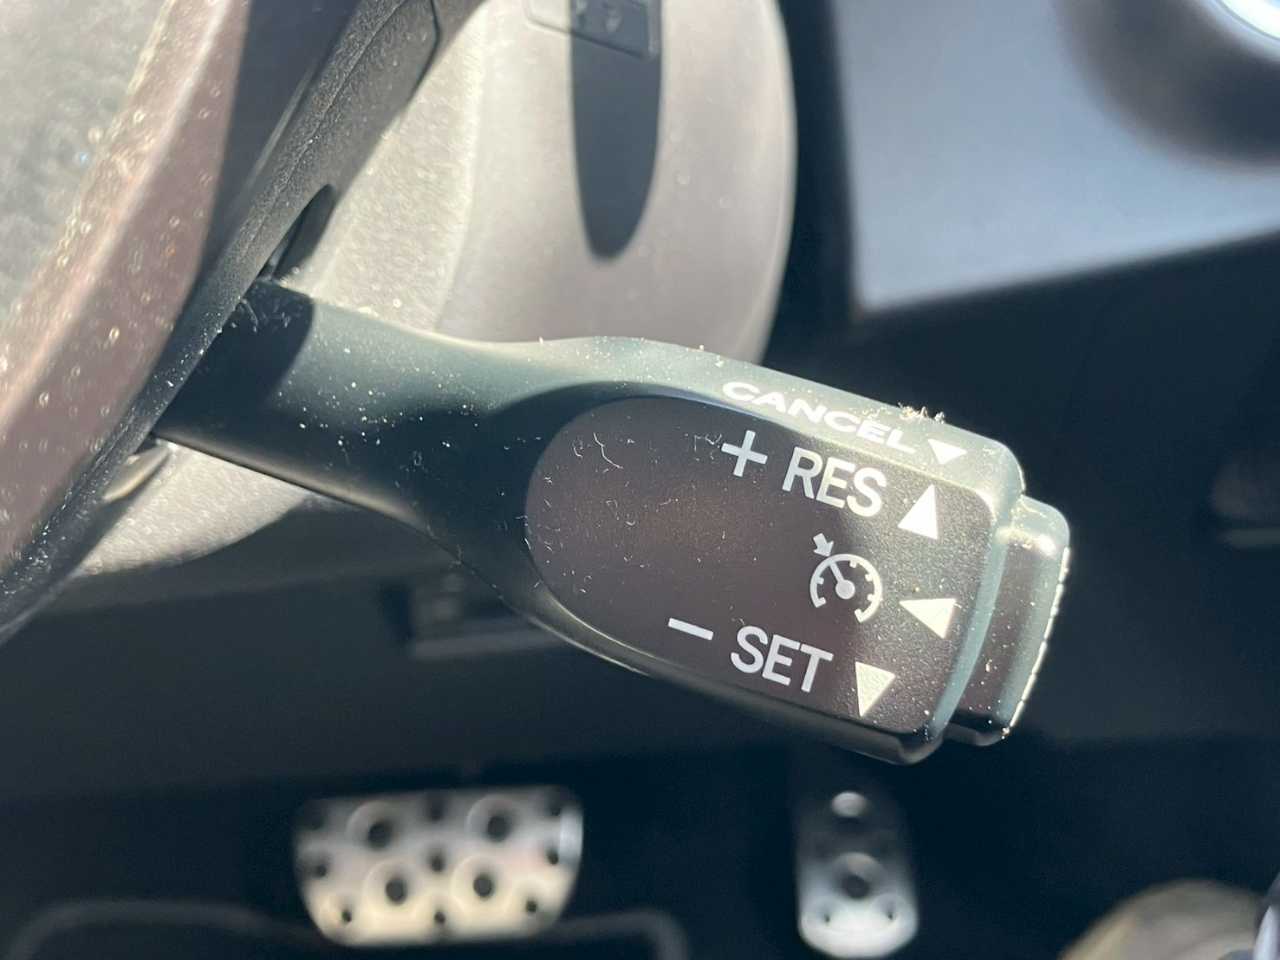 CANCEL ▼
+ RES ▲
◀
− SET ▼